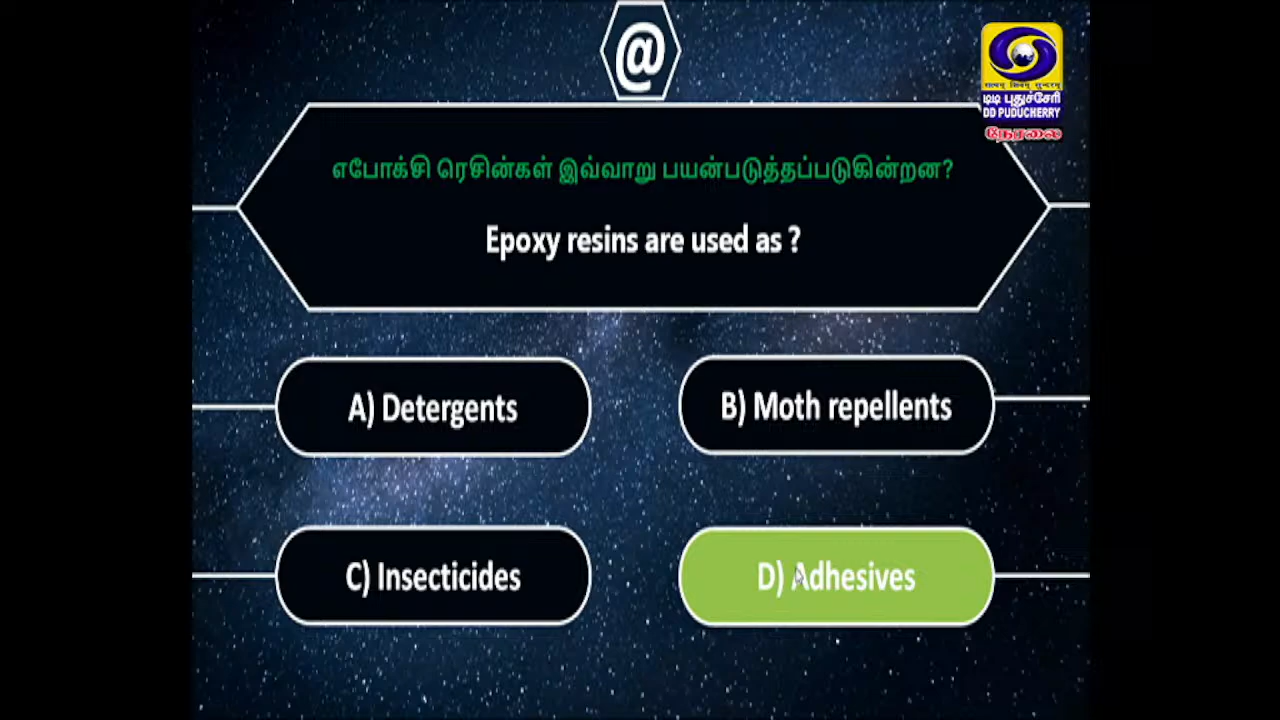 @
டிடி புதுச்சேரி
DD PUDUCHERRY
நேரலை
எபோக்சி ரெசின்கள் இவ்வாறு பயன்படுத்தப்படுகின்றன?
Epoxy resins are used as ?
A) Detergents
B) Moth repellents
C) Insecticides
D) Adhesives